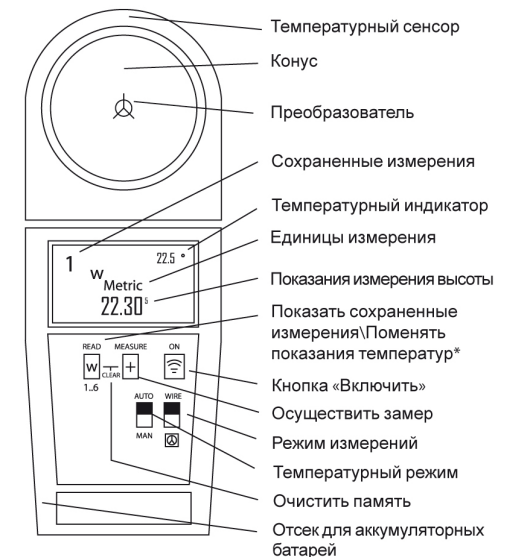 Температурный сенсор
Конус
Преобразователь
Сохраненные измерения
Температурный индикатор
Единицы измерения
Показания измерения высоты
Показать сохраненные
измерения\Поменять
показания температур*
Кнопка «Включить»
Осуществить замер
Режим измерений
Температурный режим
Очистить память
Отсек для аккумуляторных
батарей
1
22.5 °
W
Metric
22.30 5
READ MEASURE ON
W + 
CLEAR
1..6
AUTO WIRE
MAN